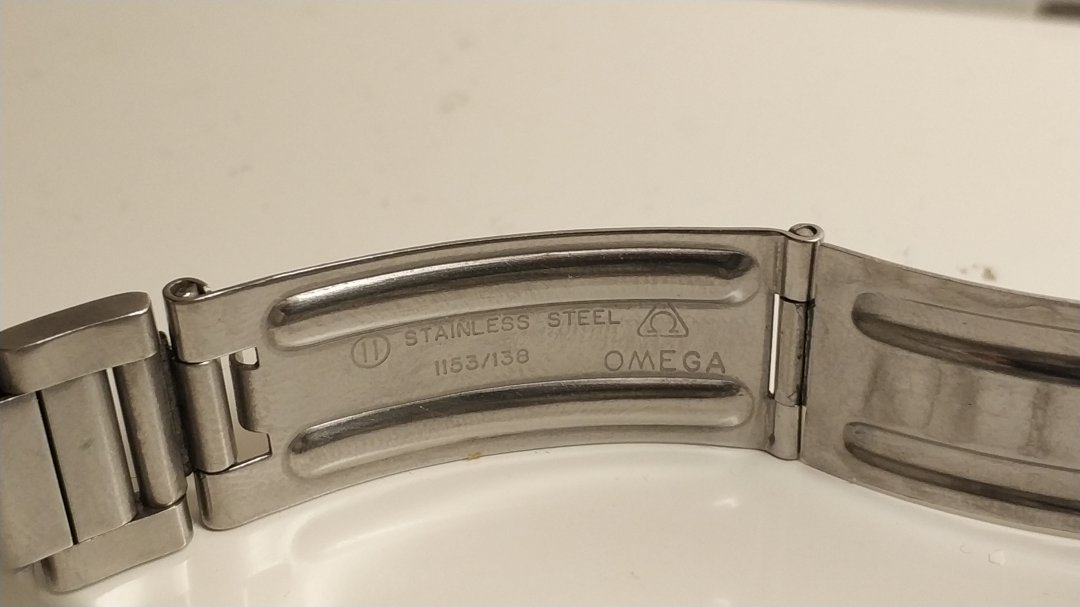 11 STAINLESS STEEL Ω
1153/138 OMEGA